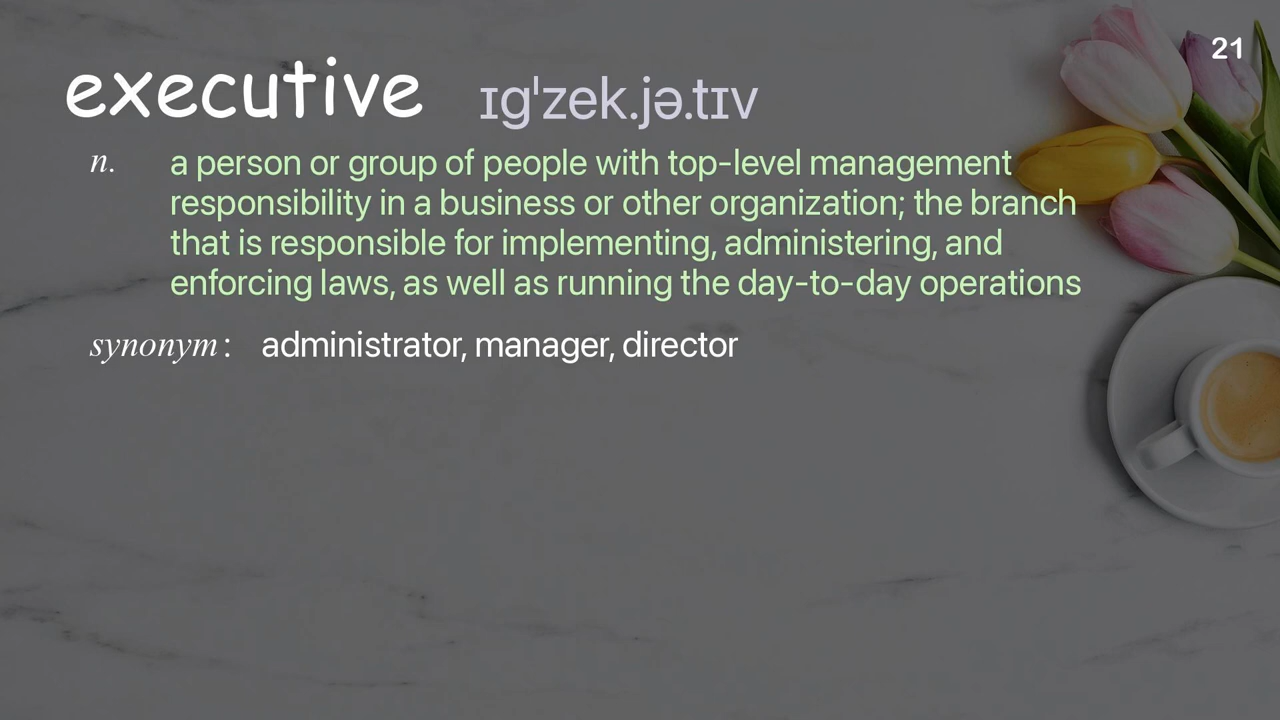 21
executive ɪgˈzek.jə.tɪv
n. a person or group of people with top-level management
responsibility in a business or other organization; the branch
that is responsible for implementing, administering, and
enforcing laws, as well as running the day-to-day operations
synonym: administrator, manager, director